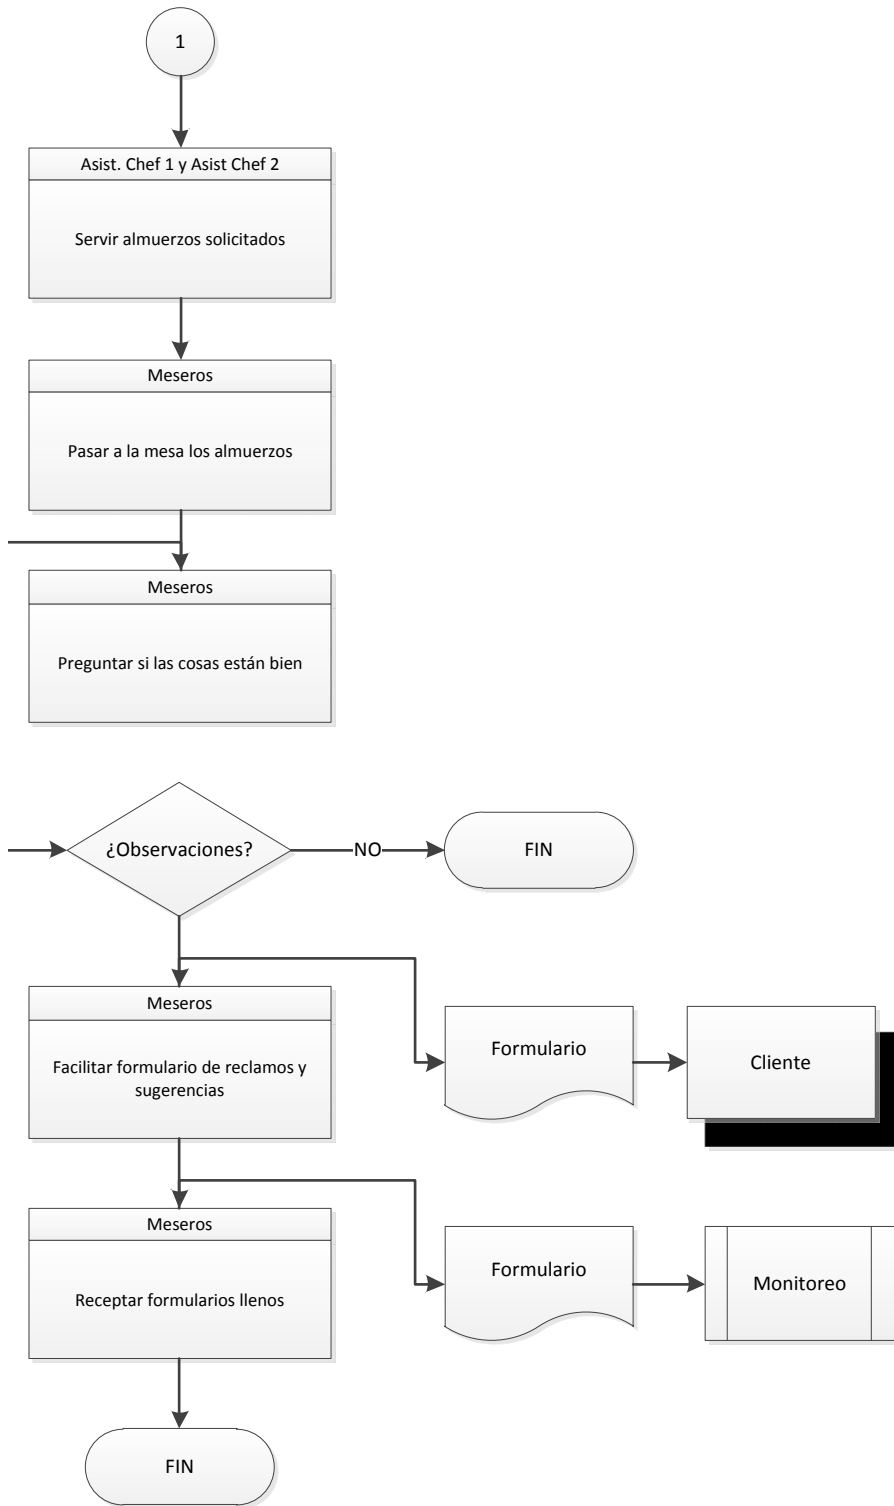 1
Asist. Chef 1 y Asist Chef 2
Servir almuerzos solicitados
Meseros
Pasar a la mesa los almuerzos
Meseros
Preguntar si las cosas están bien
¿Observaciones?
NO
FIN
Meseros
Facilitar formulario de reclamos y
sugerencias
Formulario
Cliente
Meseros
Receptar formularios llenos
Formulario
Monitoreo
FIN